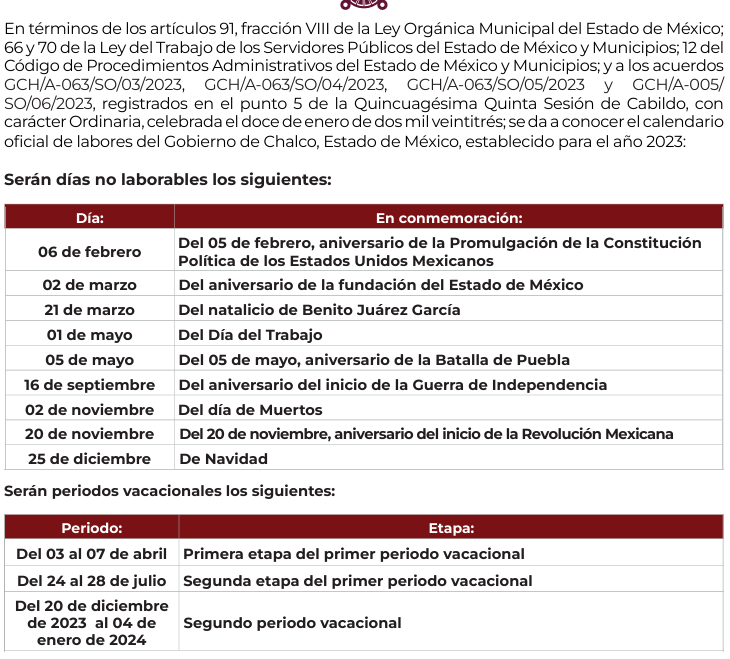 En términos de los artículos 91, fracción VIII de la Ley Orgánica Municipal del Estado de México;
66 y 70 de la Ley del Trabajo de los Servidores Públicos del Estado de México y Municipios; 12 del
Código de Procedimientos Administrativos del Estado de México y Municipios; y a los acuerdos
GCH/A-063/SO/03/2023, GCH/A-063/SO/04/2023, GCH/A-063/SO/05/2023 y GCH/A-005/
SO/06/2023, registrados en el punto 5 de la Quincuagésima Quinta Sesión de Cabildo, con
carácter Ordinaria, celebrada el doce de enero de dos mil veintitrés; se da a conocer el calendario
oficial de labores del Gobierno de Chalco, Estado de México, establecido para el año 2023:
Serán días no laborables los siguientes:
Día: En conmemoración:
06 de febrero Del 05 de febrero, aniversario de la Promulgación de la Constitución
Política de los Estados Unidos Mexicanos
02 de marzo Del aniversario de la fundación del Estado de México
21 de marzo Del natalicio de Benito Juárez García
01 de mayo Del Día del Trabajo
05 de mayo Del 05 de mayo, aniversario de la Batalla de Puebla
16 de septiembre Del aniversario del inicio de la Guerra de Independencia
02 de noviembre Del día de Muertos
20 de noviembre Del 20 de noviembre, aniversario del inicio de la Revolución Mexicana
25 de diciembre De Navidad
Serán periodos vacacionales los siguientes:
Periodo: Etapa:
Del 03 al 07 de abril Primera etapa del primer periodo vacacional
Del 24 al 28 de julio Segunda etapa del primer periodo vacacional
Del 20 de diciembre
de 2023 al 04 de
enero de 2024
Segundo periodo vacacional